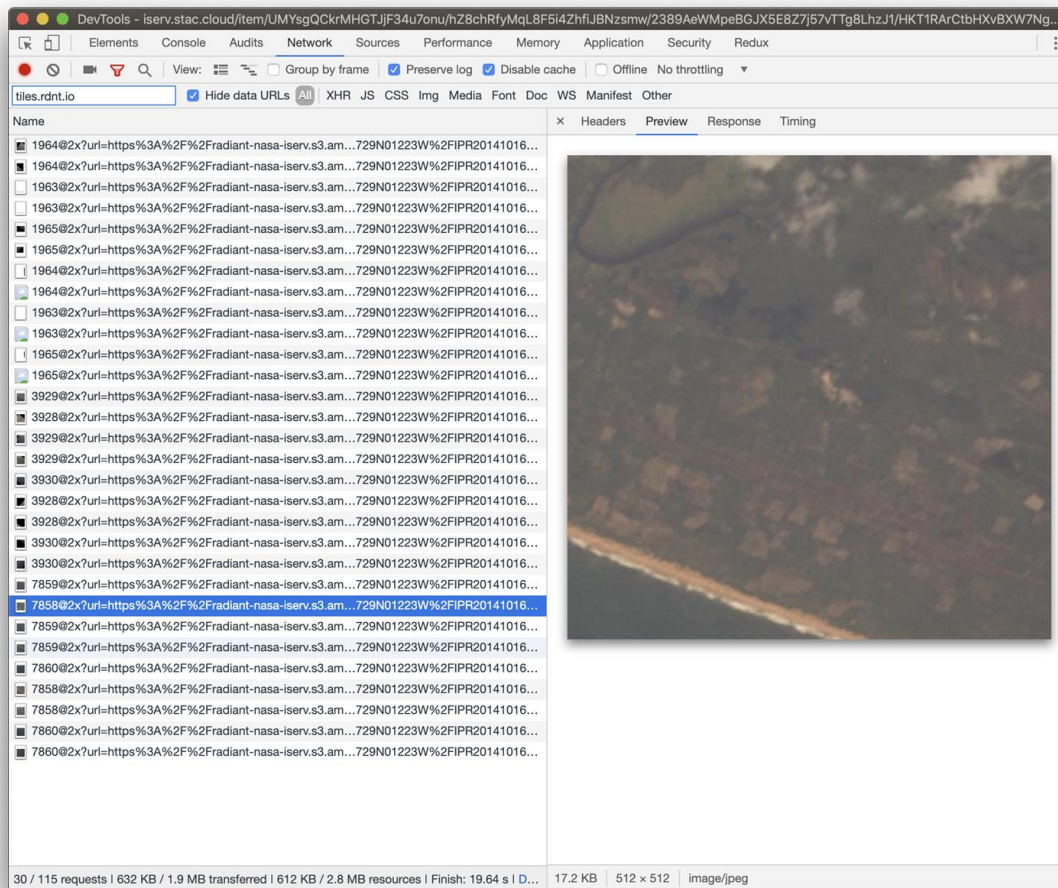 DevTools - iserv.stac.cloud/item/UMYsgQCkrMHGTJjF34u7onu/hZ8chRfyMqL8F5i4ZhfiJBNzsmw/2389AeWMpeBGJX5E8Z7j57vTTg8LhzJ1/HKT1RArCtbHXvBXW7Ng...
Elements Console Audits Network Sources Performance Memory Application Security Redux
View: Group by frame Preserve log Disable cache Offline No throttling
tiles.rdnt.io Hide data URLs All XHR JS CSS Img Media Font Doc WS Manifest Other
Name
× Headers Preview Response Timing
1964@2x?url=https%3A%2F%2Fradiant-nasa-iserv.s3.am...729N01223W%2FIPR20141016...
1964@2x?url=https%3A%2F%2Fradiant-nasa-iserv.s3.am...729N01223W%2FIPR20141016...
1963@2x?url=https%3A%2F%2Fradiant-nasa-iserv.s3.am...729N01223W%2FIPR20141016...
1963@2x?url=https%3A%2F%2Fradiant-nasa-iserv.s3.am...729N01223W%2FIPR20141016...
1965@2x?url=https%3A%2F%2Fradiant-nasa-iserv.s3.am...729N01223W%2FIPR20141016...
1965@2x?url=https%3A%2F%2Fradiant-nasa-iserv.s3.am...729N01223W%2FIPR20141016...
1964@2x?url=https%3A%2F%2Fradiant-nasa-iserv.s3.am...729N01223W%2FIPR20141016...
1964@2x?url=https%3A%2F%2Fradiant-nasa-iserv.s3.am...729N01223W%2FIPR20141016...
1963@2x?url=https%3A%2F%2Fradiant-nasa-iserv.s3.am...729N01223W%2FIPR20141016...
1963@2x?url=https%3A%2F%2Fradiant-nasa-iserv.s3.am...729N01223W%2FIPR20141016...
1965@2x?url=https%3A%2F%2Fradiant-nasa-iserv.s3.am...729N01223W%2FIPR20141016...
1965@2x?url=https%3A%2F%2Fradiant-nasa-iserv.s3.am...729N01223W%2FIPR20141016...
3929@2x?url=https%3A%2F%2Fradiant-nasa-iserv.s3.am...729N01223W%2FIPR20141016...
3928@2x?url=https%3A%2F%2Fradiant-nasa-iserv.s3.am...729N01223W%2FIPR20141016...
3929@2x?url=https%3A%2F%2Fradiant-nasa-iserv.s3.am...729N01223W%2FIPR20141016...
3929@2x?url=https%3A%2F%2Fradiant-nasa-iserv.s3.am...729N01223W%2FIPR20141016...
3930@2x?url=https%3A%2F%2Fradiant-nasa-iserv.s3.am...729N01223W%2FIPR20141016...
3928@2x?url=https%3A%2F%2Fradiant-nasa-iserv.s3.am...729N01223W%2FIPR20141016...
3928@2x?url=https%3A%2F%2Fradiant-nasa-iserv.s3.am...729N01223W%2FIPR20141016...
3930@2x?url=https%3A%2F%2Fradiant-nasa-iserv.s3.am...729N01223W%2FIPR20141016...
3930@2x?url=https%3A%2F%2Fradiant-nasa-iserv.s3.am...729N01223W%2FIPR20141016...
7859@2x?url=https%3A%2F%2Fradiant-nasa-iserv.s3.am...729N01223W%2FIPR20141016...
7858@2x?url=https%3A%2F%2Fradiant-nasa-iserv.s3.am...729N01223W%2FIPR20141016...
7859@2x?url=https%3A%2F%2Fradiant-nasa-iserv.s3.am...729N01223W%2FIPR20141016...
7859@2x?url=https%3A%2F%2Fradiant-nasa-iserv.s3.am...729N01223W%2FIPR20141016...
7860@2x?url=https%3A%2F%2Fradiant-nasa-iserv.s3.am...729N01223W%2FIPR20141016...
7858@2x?url=https%3A%2F%2Fradiant-nasa-iserv.s3.am...729N01223W%2FIPR20141016...
7858@2x?url=https%3A%2F%2Fradiant-nasa-iserv.s3.am...729N01223W%2FIPR20141016...
7860@2x?url=https%3A%2F%2Fradiant-nasa-iserv.s3.am...729N01223W%2FIPR20141016...
7860@2x?url=https%3A%2F%2Fradiant-nasa-iserv.s3.am...729N01223W%2FIPR20141016...
30 / 115 requests | 632 KB / 1.9 MB transferred | 612 KB / 2.8 MB resources | Finish: 19.64 s | D...
17.2 KB 512 × 512 image/jpeg